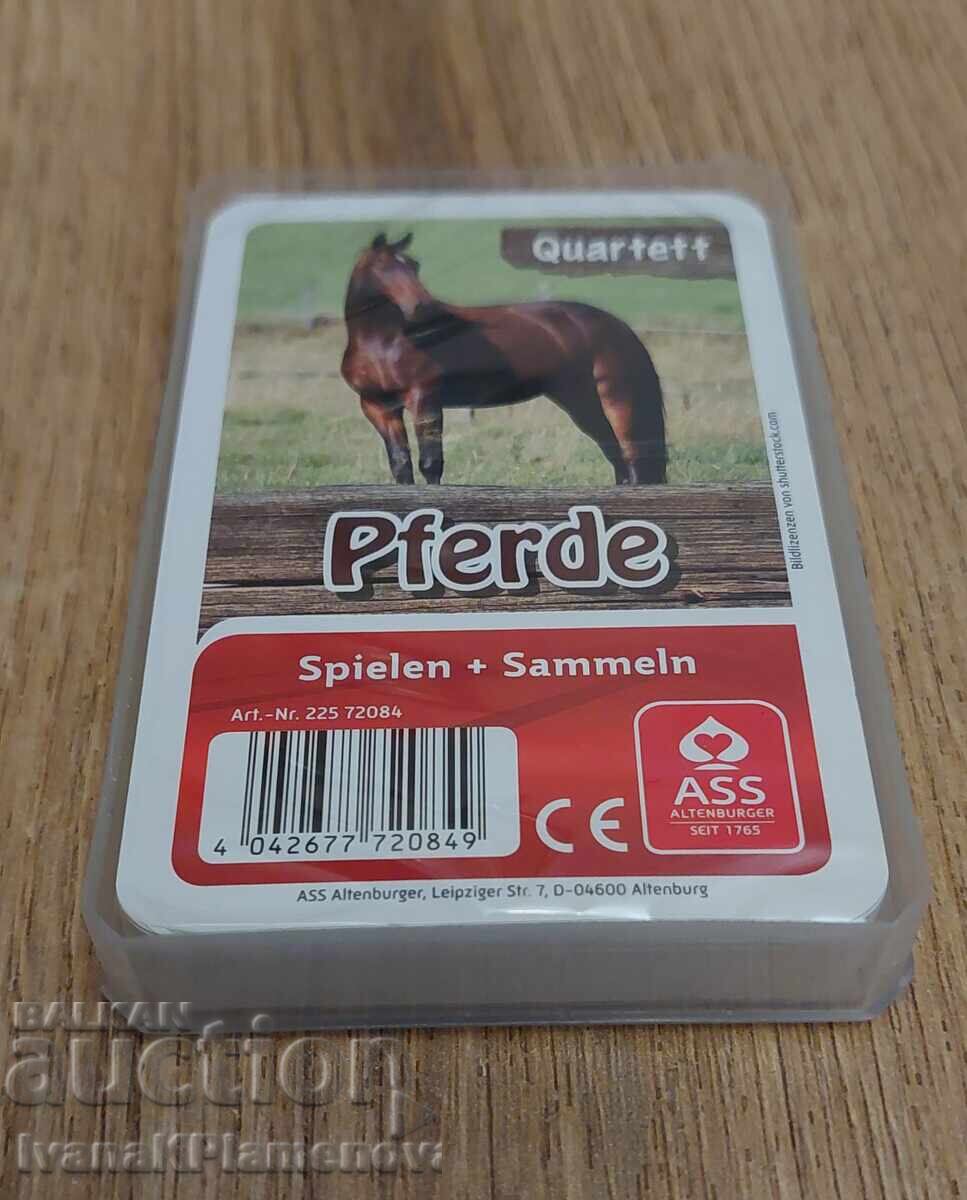 Quartett
Bildlizenzen von shutterstock.com
Pferde
Spielen + Sammeln
Art.-Nr. 225 72084
4 042677 720849
CE
ASS
ALTENBURGER
SEIT 1765
ASS Altenburger, Leipziger Str. 7, D-04600 Altenburg
BALKAN
auction
IvanaKPlamenova